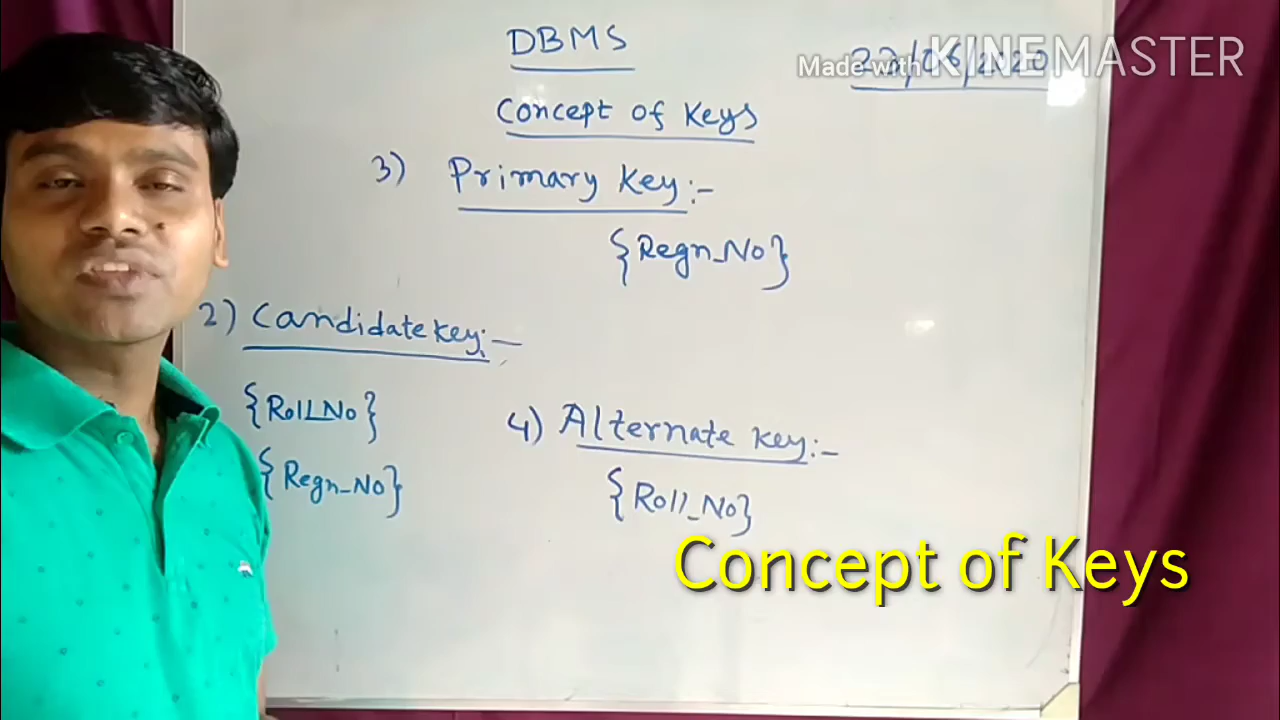 DBMS
Made with KINEMASTER
Concept of Keys
3) Primary Key:-
{Regn_No}
2) Candidate Key:-
{Roll_No}
{Regn_No}
4) Alternate Key:-
{Roll_No}
Concept of Keys